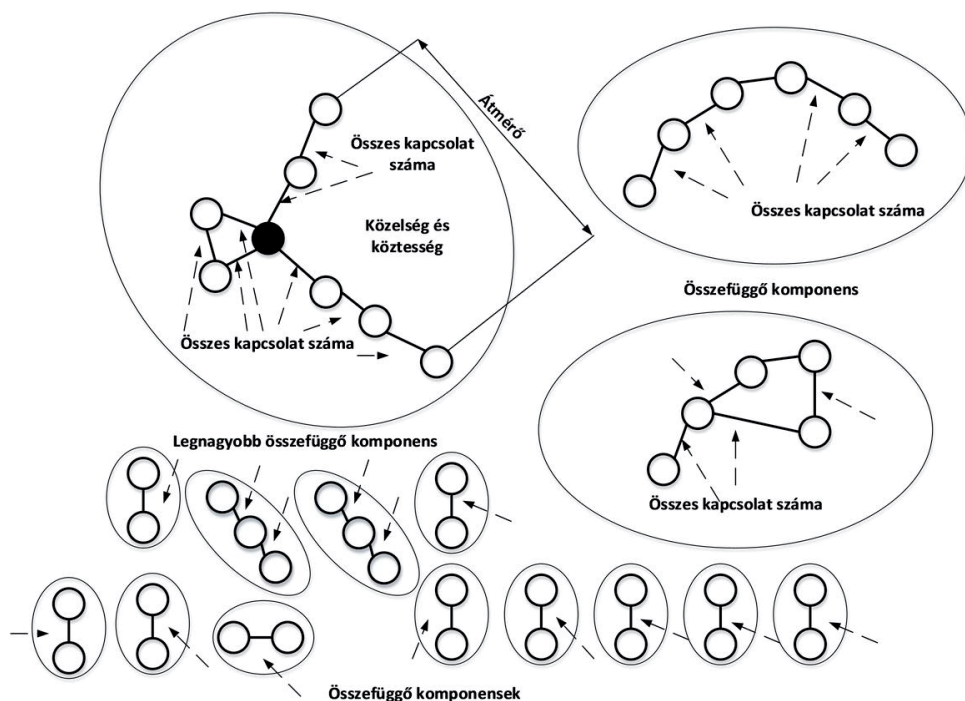 Átmérő
Összes kapcsolat
száma
Közelség és
köztesség
Összes kapcsolat száma
Legnagyobb összefüggő komponens
Összes kapcsolat száma
Összefüggő komponens
Összes kapcsolat száma
Összefüggő komponensek